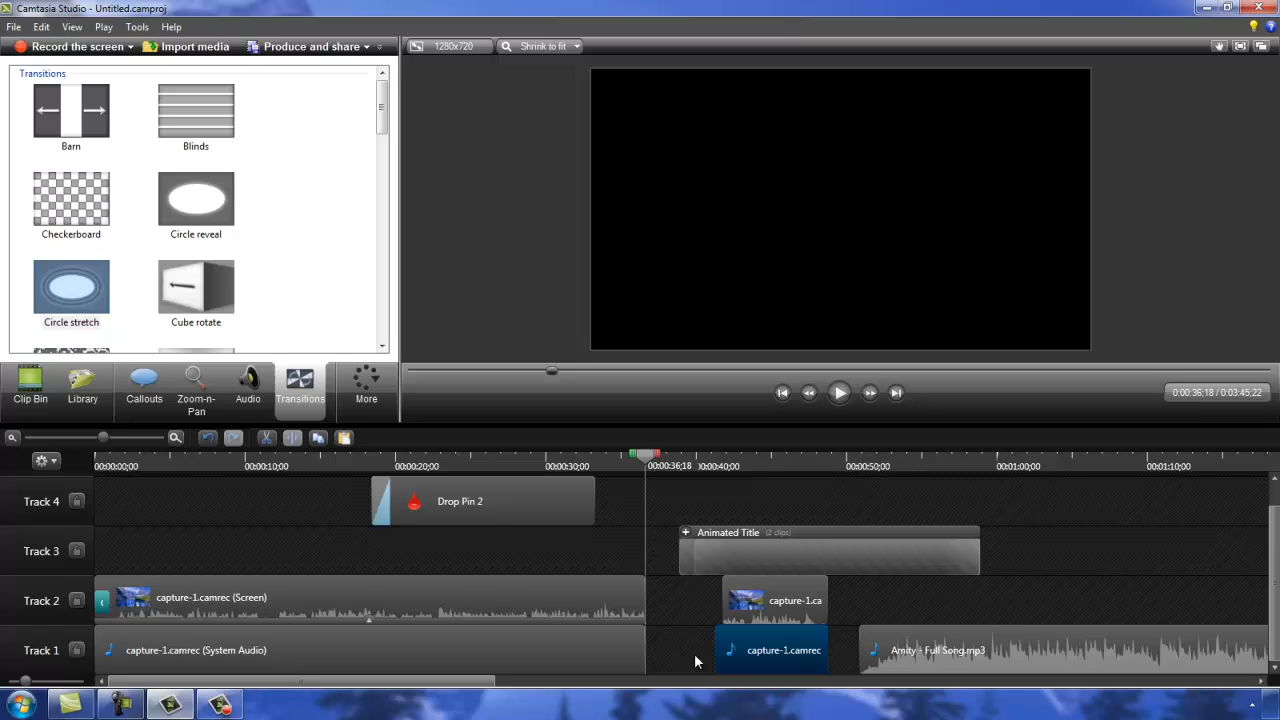 Camtasia Studio - Untitled.camproj
File Edit View Play Tools Help
Record the screen Import media Produce and share 1280x720 Shrink to fit
Transitions
Barn Blinds
Checkerboard Circle reveal
Circle stretch Cube rotate
Clip Bin Library Callouts Zoom-n-Pan Audio Transitions More
0:00:36;18 / 0:03:45;22
00:00:00;00 00:00:10;00 00:00:20;00 00:00:30;00 00:00:36;18 00:00:40;00 00:00:50;00 00:01:00;00 00:01:10;00
Track 4 Drop Pin 2
Track 3 Animated Title (2 clips)
Track 2 capture-1.camrec (Screen) capture-1.ca
Track 1 capture-1.camrec (System Audio) capture-1.camrec Amity - Full Song.mp3